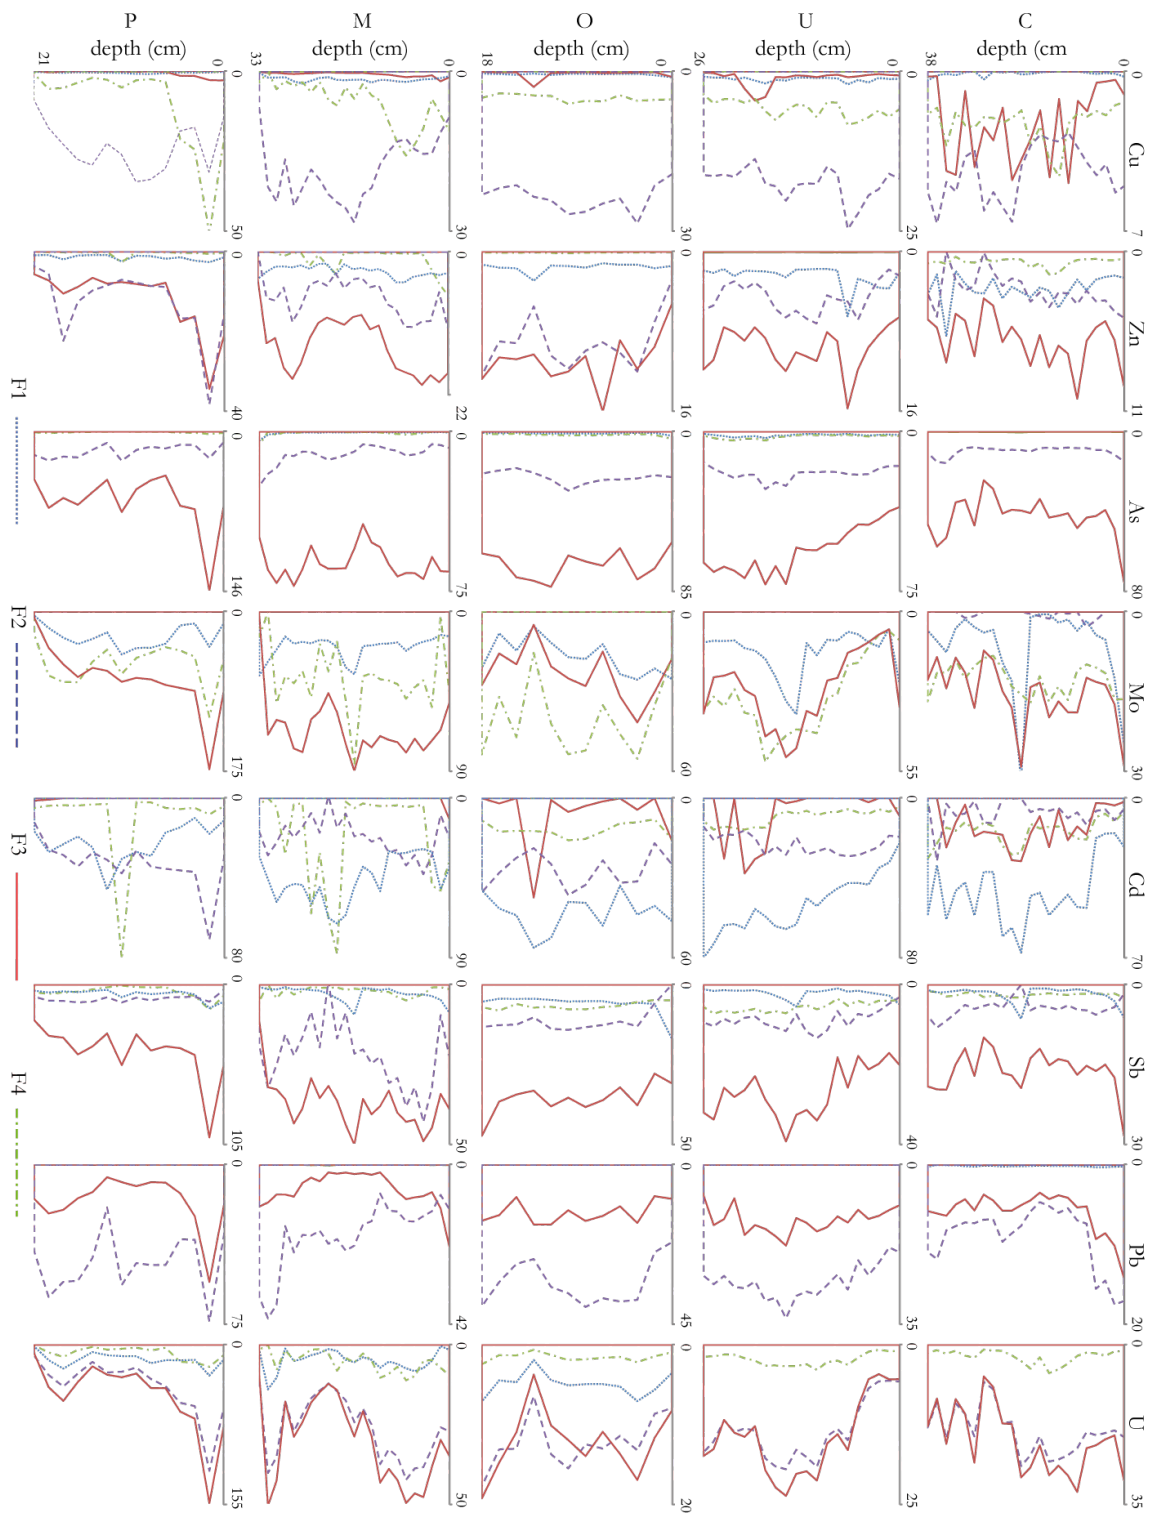 P M O U C
depth (cm) depth (cm) depth (cm) depth (cm) depth (cm)
21 0 33 0 18 0 26 0 38 0
0 0 0 0 0 Cu
50 30 30 25 7
0 0 0 0 0 Zn
40 22 16 16 11
0 0 0 0 0 As
146 75 85 75 80
0 0 0 0 0 Mo
175 90 60 55 30
0 0 0 0 0 Cd
80 90 60 80 70
0 0 0 0 0 Sb
105 50 50 40 30
0 0 0 0 0 Pb
75 42 45 35 20
0 0 0 0 0 U
155 50 20 25 35
F1 F2 F3 F4